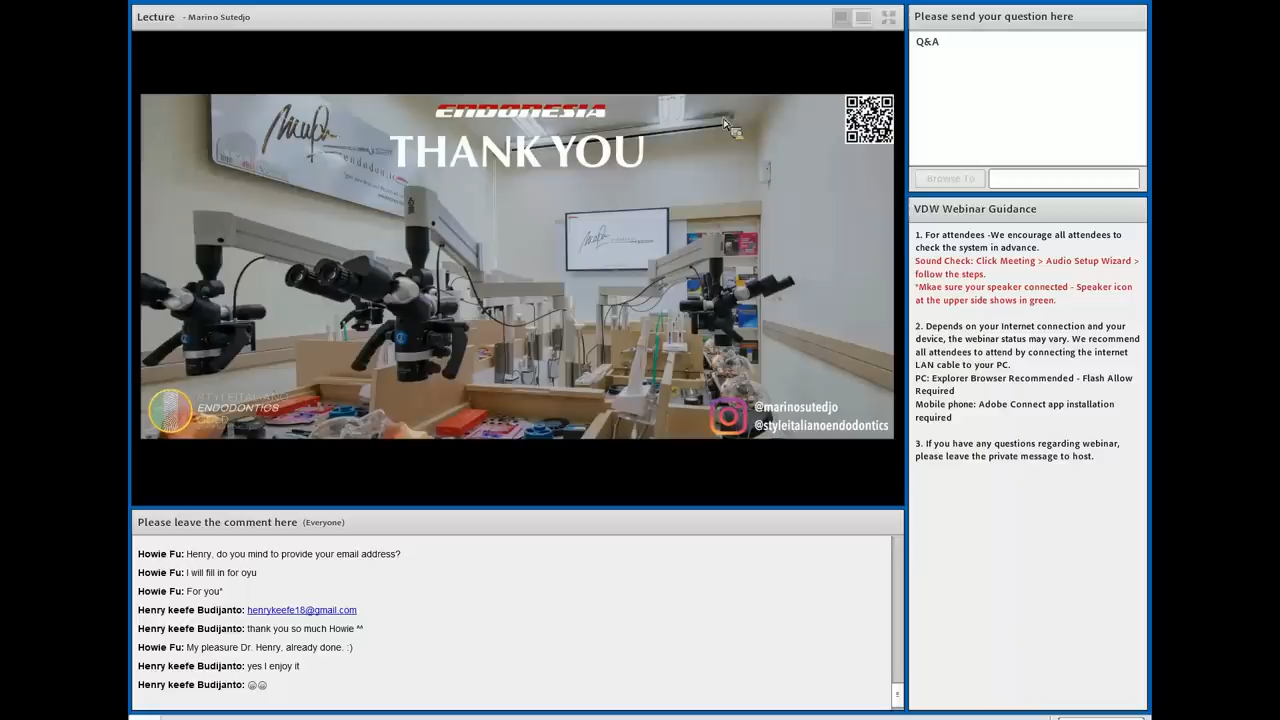 Lecture - Marino Sutedjo
ENDONESIA
THANK YOU
STYLEITALIANO
ENDODONTICS
@marinosutedjo
@styleitalianoendodontics
Please leave the comment here (Everyone)
Howie Fu: Henry, do you mind to provide your email address?
Howie Fu: I will fill in for oyu
Howie Fu: For you*
Henry keefe Budijanto: henrykeefe18@gmail.com
Henry keefe Budijanto: thank you so much Howie ^^
Howie Fu: My pleasure Dr. Henry, already done. :)
Henry keefe Budijanto: yes I enjoy it
Henry keefe Budijanto: 😄😄
Please send your question here
Q&A
Browse To
VDW Webinar Guidance
1. For attendees -We encourage all attendees to
check the system in advance.
Sound Check: Click Meeting > Audio Setup Wizard >
follow the steps.
*Mkae sure your speaker connected - Speaker icon
at the upper side shows in green.
2. Depends on your Internet connection and your
device, the webinar status may vary. We recommend
all attendees to attend by connecting the internet
LAN cable to your PC.
PC: Explorer Browser Recommended - Flash Allow
Required
Mobile phone: Adobe Connect app installation
required
3. If you have any questions regarding webinar,
please leave the private message to host.